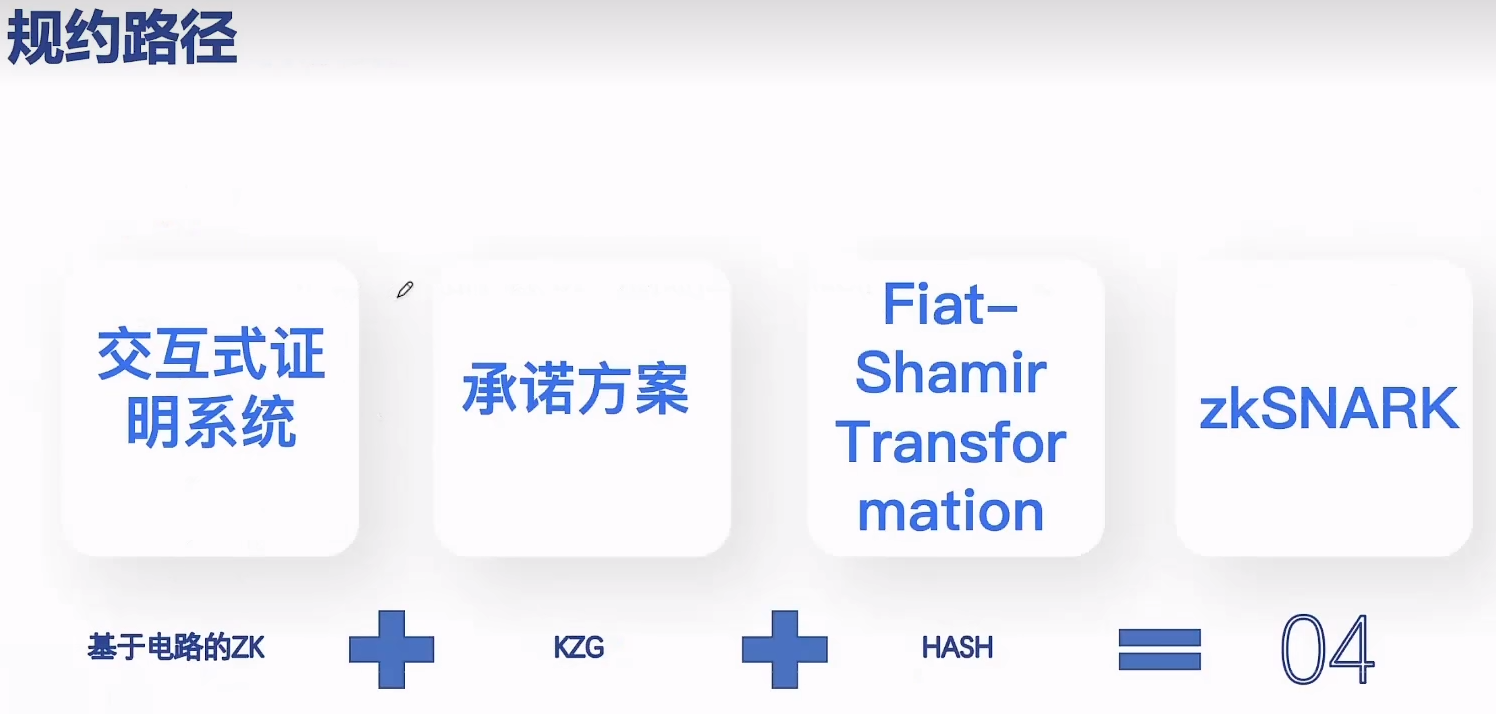 规约路径
交互式证
明系统
承诺方案
Fiat–
Shamir
Transfor
mation
zkSNARK
基于电路的ZK
KZG
HASH
04